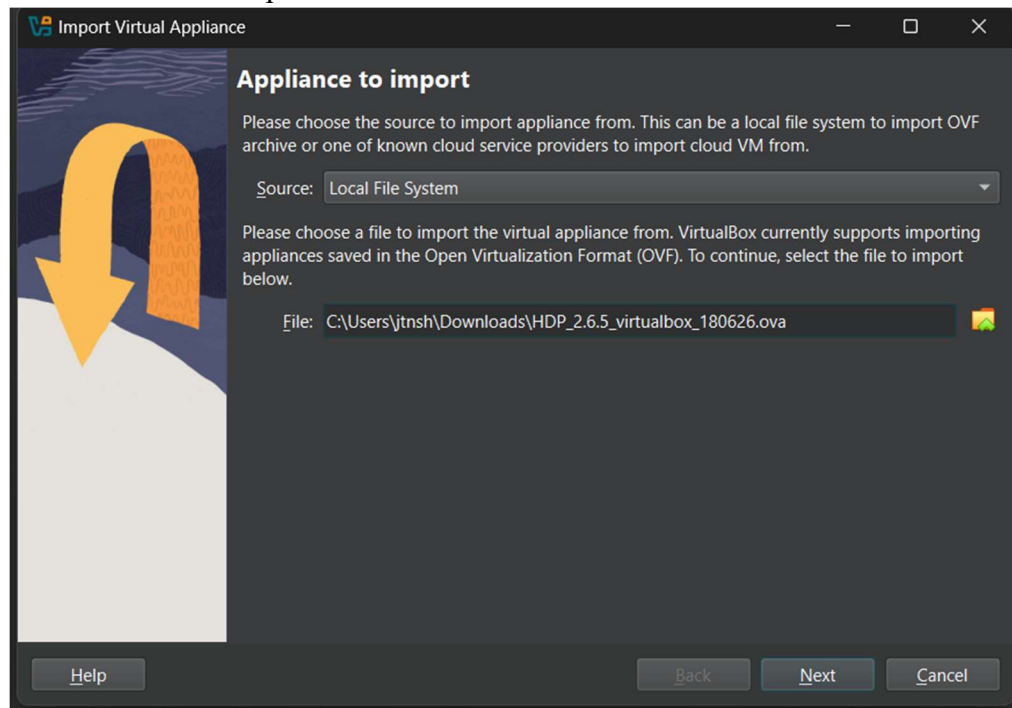 Import Virtual Appliance
Appliance to import
Please choose the source to import appliance from. This can be a local file system to import OVF
archive or one of known cloud service providers to import cloud VM from.
Source: Local File System
Please choose a file to import the virtual appliance from. VirtualBox currently supports importing
appliances saved in the Open Virtualization Format (OVF). To continue, select the file to import
below.
File: C:\Users\jtnsh\Downloads\HDP_2.6.5_virtualbox_180626.ova
Help Back Next Cancel